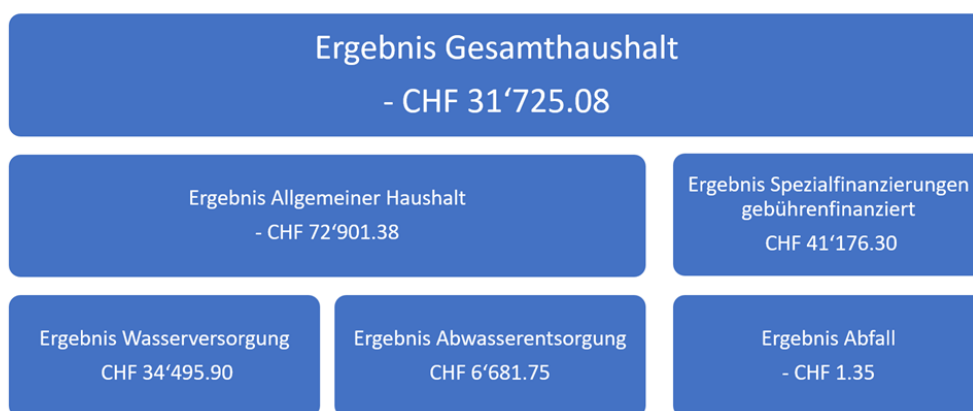 Ergebnis Gesamthaushalt
- CHF 31‘725.08
Ergebnis Allgemeiner Haushalt
- CHF 72‘901.38
Ergebnis Spezialfinanzierungen
gebührenfinanziert
CHF 41‘176.30
Ergebnis Wasserversorgung
CHF 34‘495.90
Ergebnis Abwasserentsorgung
CHF 6‘681.75
Ergebnis Abfall
- CHF 1.35